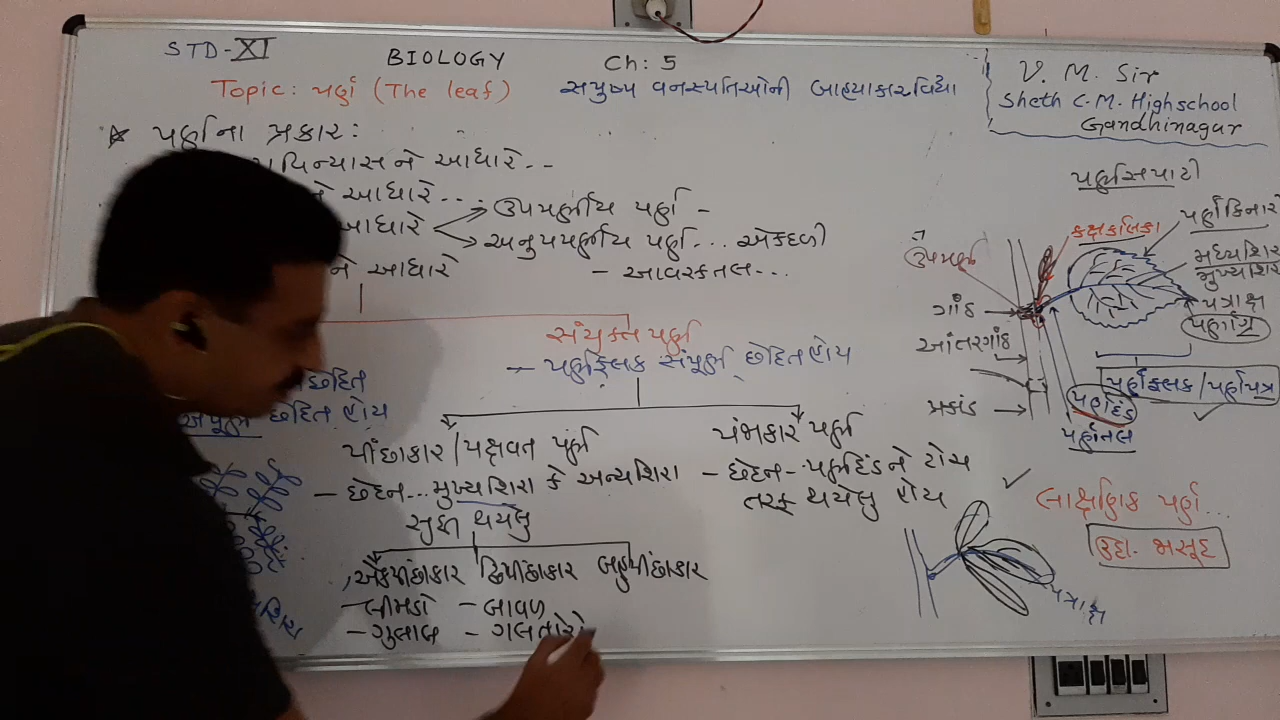 STD-XI
BIOLOGY
Ch: 5
Topic: પર્ણ (The leaf)
સપુષ્પ વનસ્પતિઓની બાહ્યાકારવિદ્યા
V. M. Sir
Sheth C.M. Highschool
Gandhinagar
* પર્ણના પ્રકાર:
વિન્યાસ ને આધારે--
ને આધારે--
આધારે
ઉપપર્ણીય પર્ણ -
અનુપપર્ણીય પર્ણ... એકદળી
ને આધારે
- આવરકતલ...
સંયુક્ત પર્ણ
- પર્ણફલક સંપૂર્ણ છેદિત હોય
છેદિત
અપૂર્ણ છેદિત હોય
પીંછાકાર/પક્ષવત પર્ણ
- છેદન... મુખ્યશિરા કે અન્યશિરા
સુધી થયેલુ
પંજાકાર પર્ણ
- છેદન - પર્ણદંડ ને ટોચ
તરફ થયેલુ હોય
એકપીંછાકાર
દ્વિપીંછાકાર
બહુપીંછાકાર
- લીમડો
- ગુલાબ
- બાવળ
- ગલતોરો
પર્ણસપાટી
પર્ણકિનારી
કક્ષકલિકા
મધ્યશિરા
મુખ્યશિરા
પત્રાક્ષ
પર્ણાગ્ર
ઉપપર્ણ
ગાંઠ
આંતરગાંઠ
પ્રકાંડ
પર્ણફલક/પર્ણપત્ર
પર્ણદંડ
પર્ણતલ
લાક્ષણિક પર્ણ...
ઉદા. જાસૂદ
પત્રાક્ષ